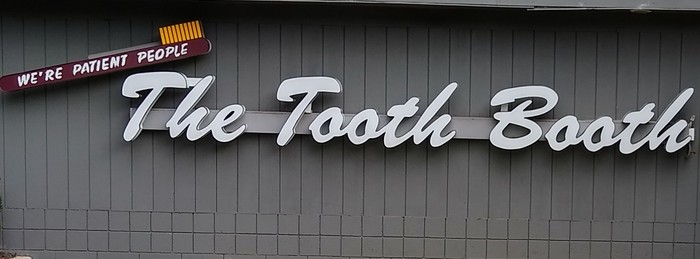 WE'RE PATIENT PEOPLE
The Tooth Booth